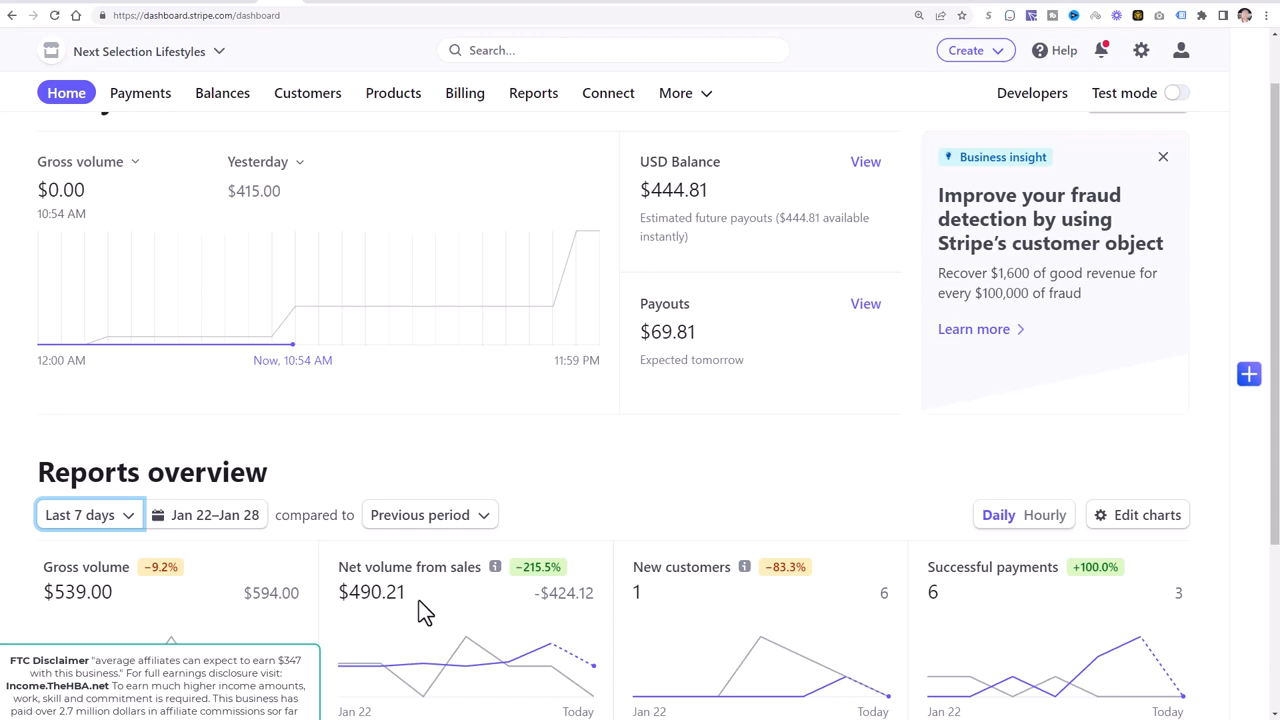 https://dashboard.stripe.com/dashboard
Next Selection Lifestyles
Search...
Create
Help
Home
Payments
Balances
Customers
Products
Billing
Reports
Connect
More
Developers
Test mode
Gross volume
Yesterday
$0.00
$415.00
10:54 AM
12:00 AM
Now, 10:54 AM
11:59 PM
USD Balance
View
$444.81
Estimated future payouts ($444.81 available
instantly)
Payouts
View
$69.81
Expected tomorrow
Business insight
Improve your fraud
detection by using
Stripe’s customer object
Recover $1,600 of good revenue for
every $100,000 of fraud
Learn more
Reports overview
Last 7 days
Jan 22–Jan 28
compared to
Previous period
Daily
Hourly
Edit charts
Gross volume
−9.2%
$539.00
$594.00
Net volume from sales
−215.5%
$490.21
-$424.12
Jan 22
Today
New customers
−83.3%
1
6
Jan 22
Today
Successful payments
+100.0%
6
3
Jan 22
Today
FTC Disclaimer "average affiliates can expect to earn $347
with this business." For full earnings disclosure visit:
Income.TheHBA.net To earn much higher income amounts,
work, skill and commitment is required. This business has
paid over 2.7 million dollars in affiliate commissions sor far